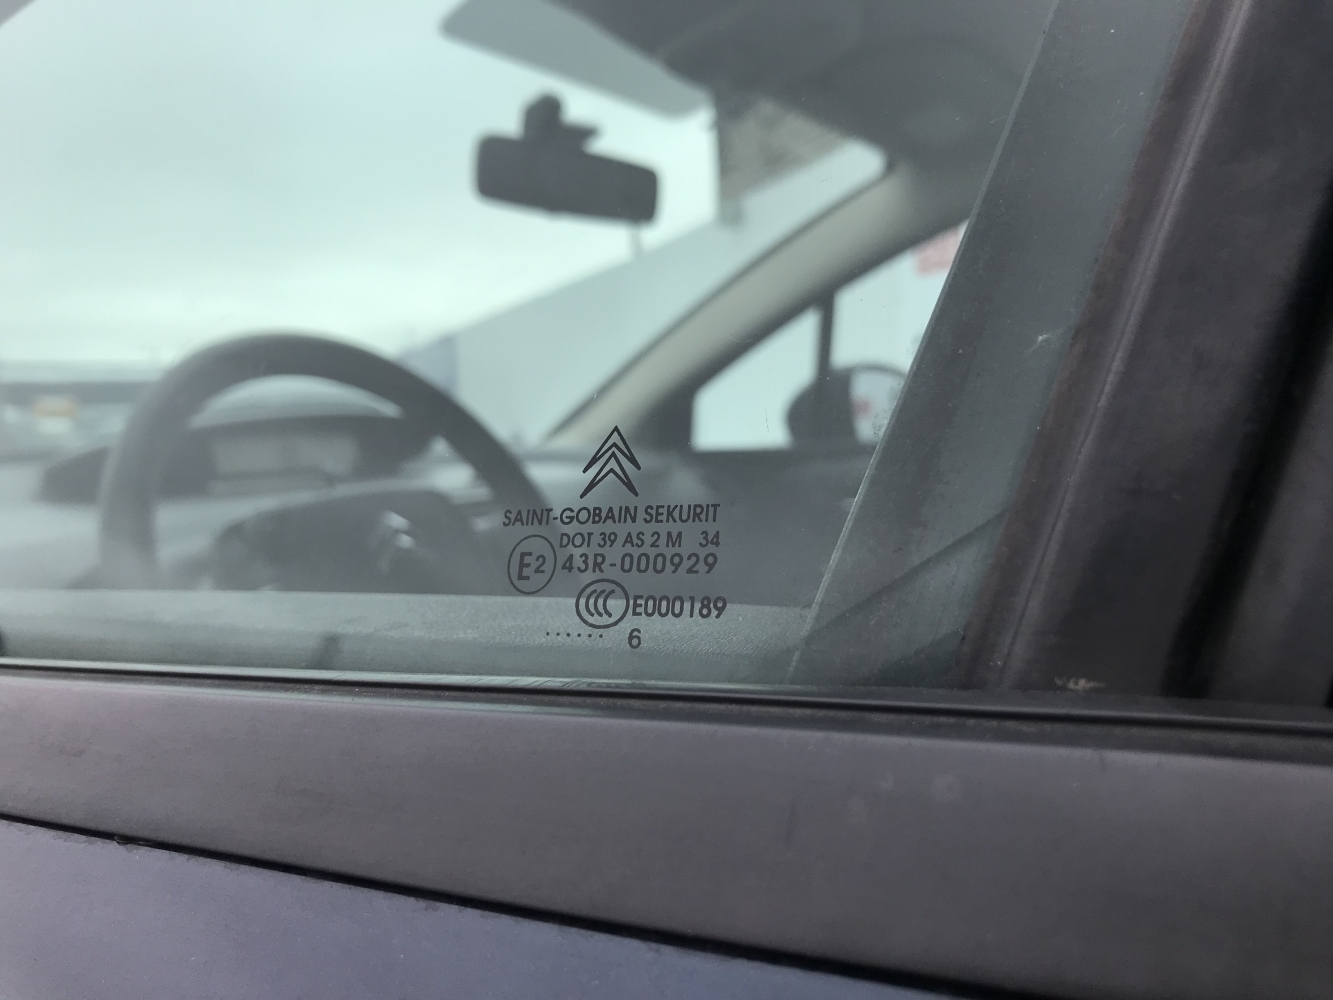 SAINT-GOBAIN SEKURIT
DOT 39 AS 2 M 34
E2 43R-000929
CCC E000189
...... 6